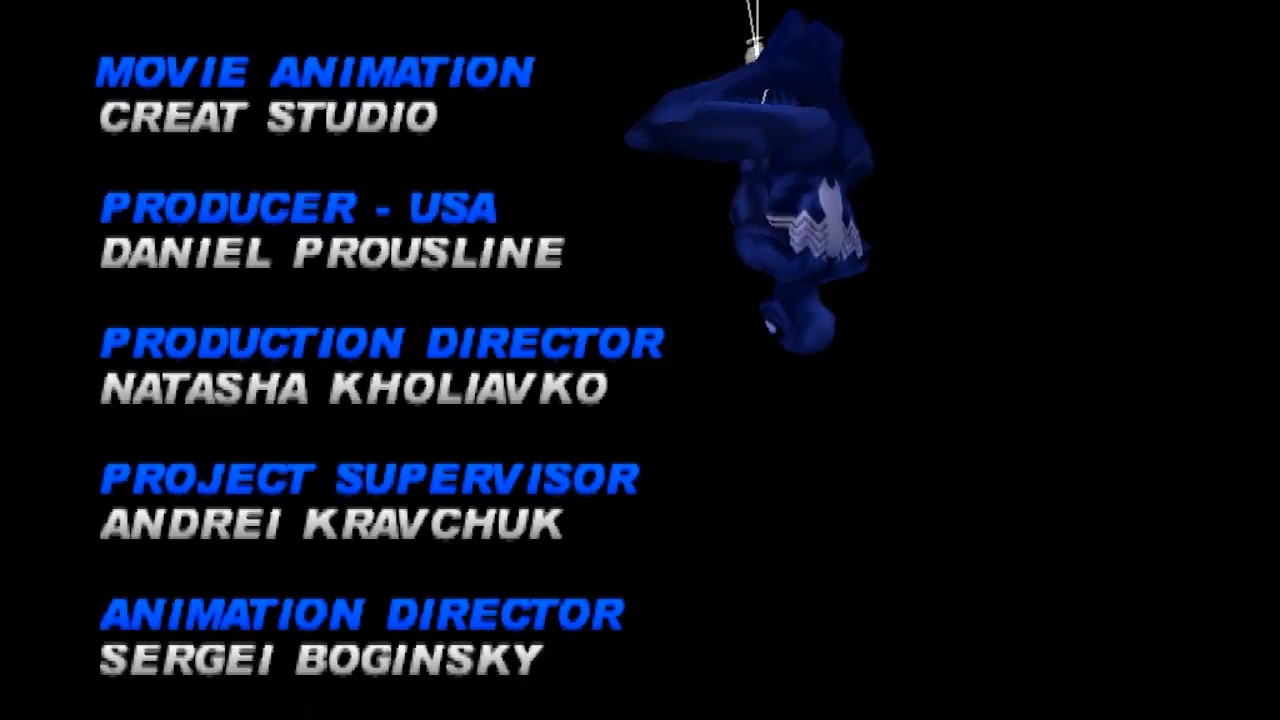 MOVIE ANIMATION
CREAT STUDIO
PRODUCER - USA
DANIEL PROUSLINE
PRODUCTION DIRECTOR
NATASHA KHOLIAVKO
PROJECT SUPERVISOR
ANDREI KRAVCHUK
ANIMATION DIRECTOR
SERGEI BOGINSKY